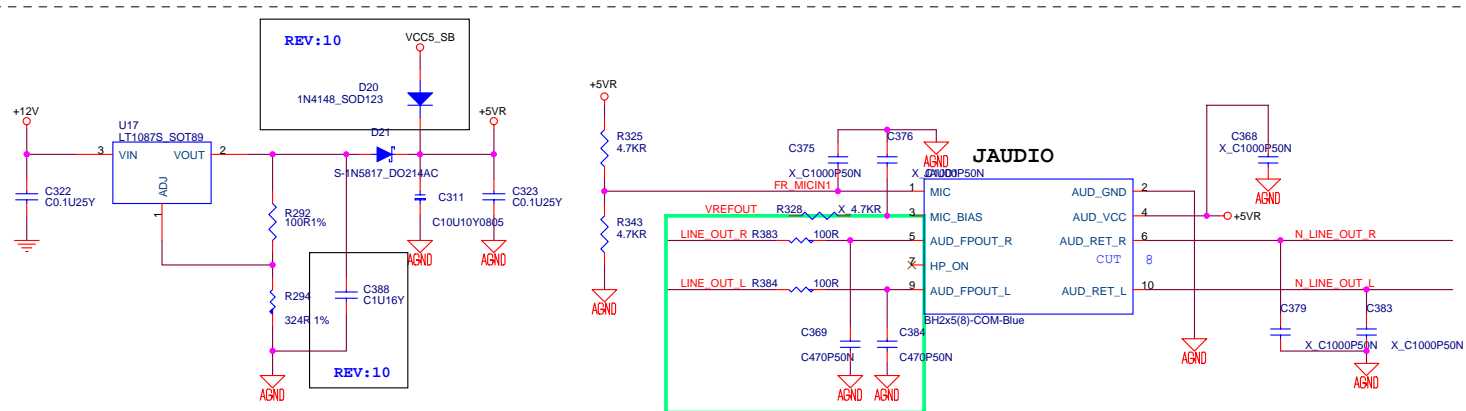 REV:10
VCC5_SB
D20
1N4148_SOD123
+12V
U17
LT1087S_SOT89
3
VIN
VOUT
2
ADJ
1
D21
S-1N5817_DO214AC
+5VR
C322
C0.1U25Y
R292
100R1%
C311
C10U10Y0805
C323
C0.1U25Y
AGND
AGND
R294
324R 1%
C388
C1U16Y
REV:10
AGND
+5VR
R325
4.7KR
R343
4.7KR
AGND
C375
X_C1000P50N
C376
AGND
JAUDIO
FR_MICIN1
VREFOUT
R328
X_4.7KR
LINE_OUT_R
R383
100R
LINE_OUT_L
R384
100R
1
MIC
AUD_GND
2
3
MIC_BIAS
AUD_VCC
4
5
AUD_FPOUT_R
AUD_RET_R
6
7
HP_ON
CUT
8
9
AUD_FPOUT_L
AUD_RET_L
10
BH2x5(8)-COM-Blue
C369
C470P50N
C384
C470P50N
AGND
AGND
C368
X_C1000P50N
AGND
+5VR
N_LINE_OUT_R
N_LINE_OUT_L
C379
X_C1000P50N
C383
X_C1000P50N
AGND
AGND